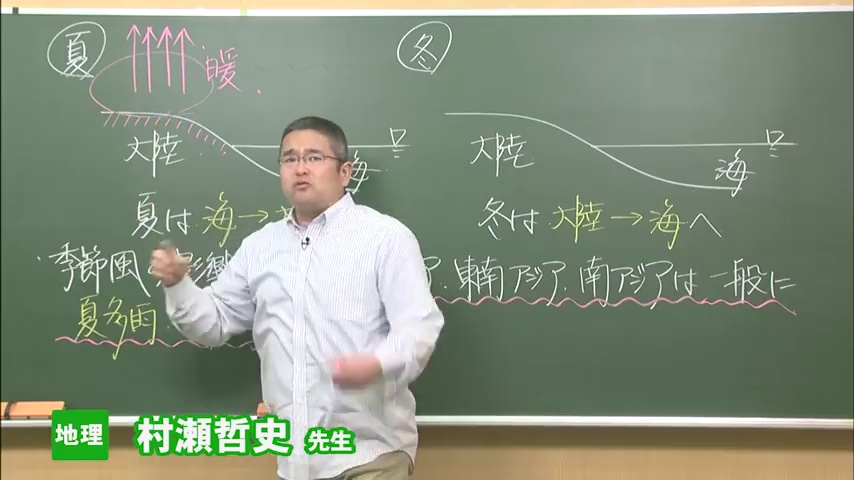 夏
暖
大陸
海
夏は 海→
季節風
夏多雨
冬
大陸
海
冬は 大陸→海へ
ア・東南アジア・南アジアは一般に
地理 村瀬哲史 先生